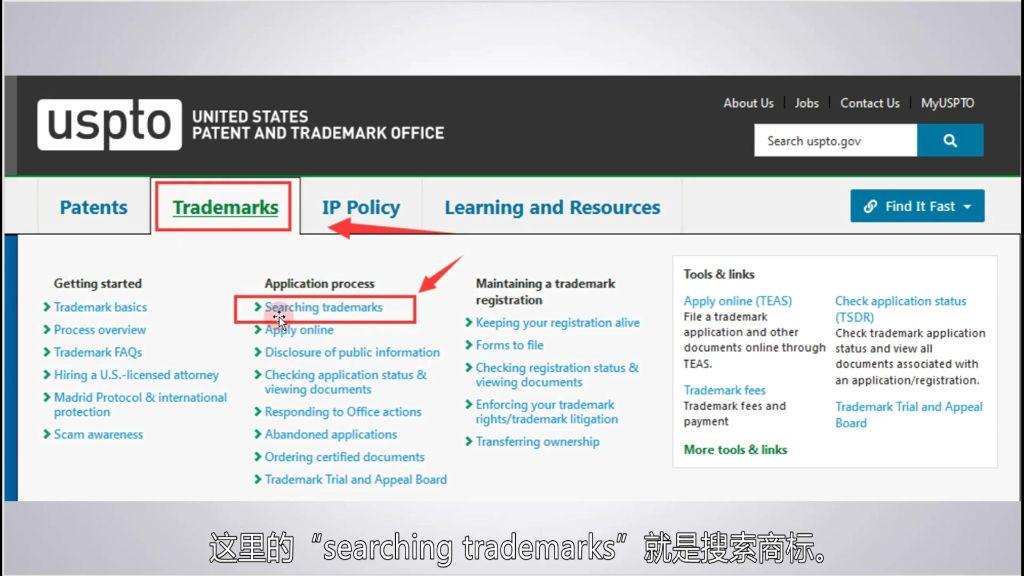 About Us
Jobs
Contact Us
MyUSPTO
uspto
UNITED STATES
PATENT AND TRADEMARK OFFICE
Search uspto.gov
Patents
Trademarks
IP Policy
Learning and Resources
Find It Fast
Getting started
Trademark basics
Process overview
Trademark FAQs
Hiring a U.S.-licensed attorney
Madrid Protocol & international
protection
Scam awareness
Application process
Searching trademarks
Apply online
Disclosure of public information
Checking application status &
viewing documents
Responding to Office actions
Abandoned applications
Ordering certified documents
Trademark Trial and Appeal Board
Maintaining a trademark
registration
Keeping your registration alive
Forms to file
Checking registration status &
viewing documents
Enforcing your trademark
rights/trademark litigation
Transferring ownership
Tools & links
Apply online (TEAS)
File a trademark
application and other
documents online through
TEAS.
Trademark fees
Trademark fees and
payment
More tools & links
Check application status
(TSDR)
Check trademark application
status and view all
documents associated with
an application/registration.
Trademark Trial and Appeal
Board
这里的“searching trademarks”就是搜索商标。